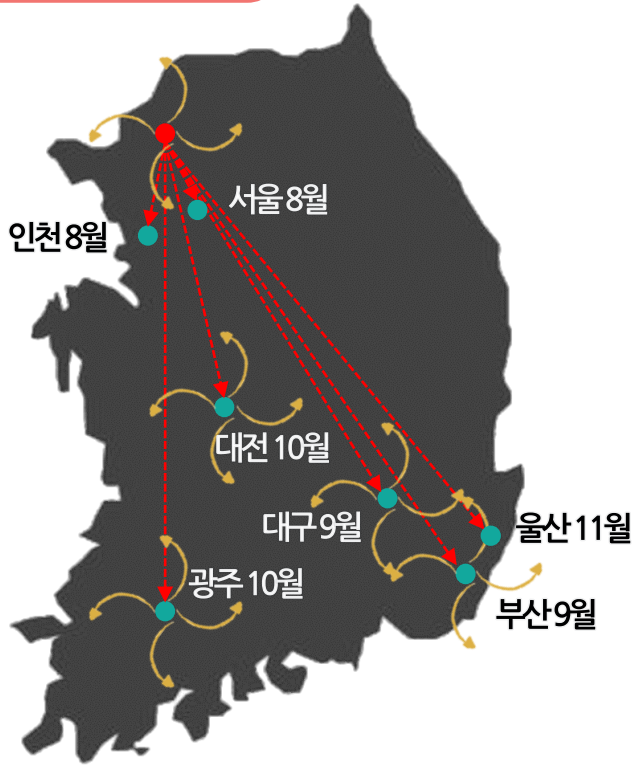 서울 8월
인천 8월
대전 10월
대구 9월
울산 11월
광주 10월
부산 9월